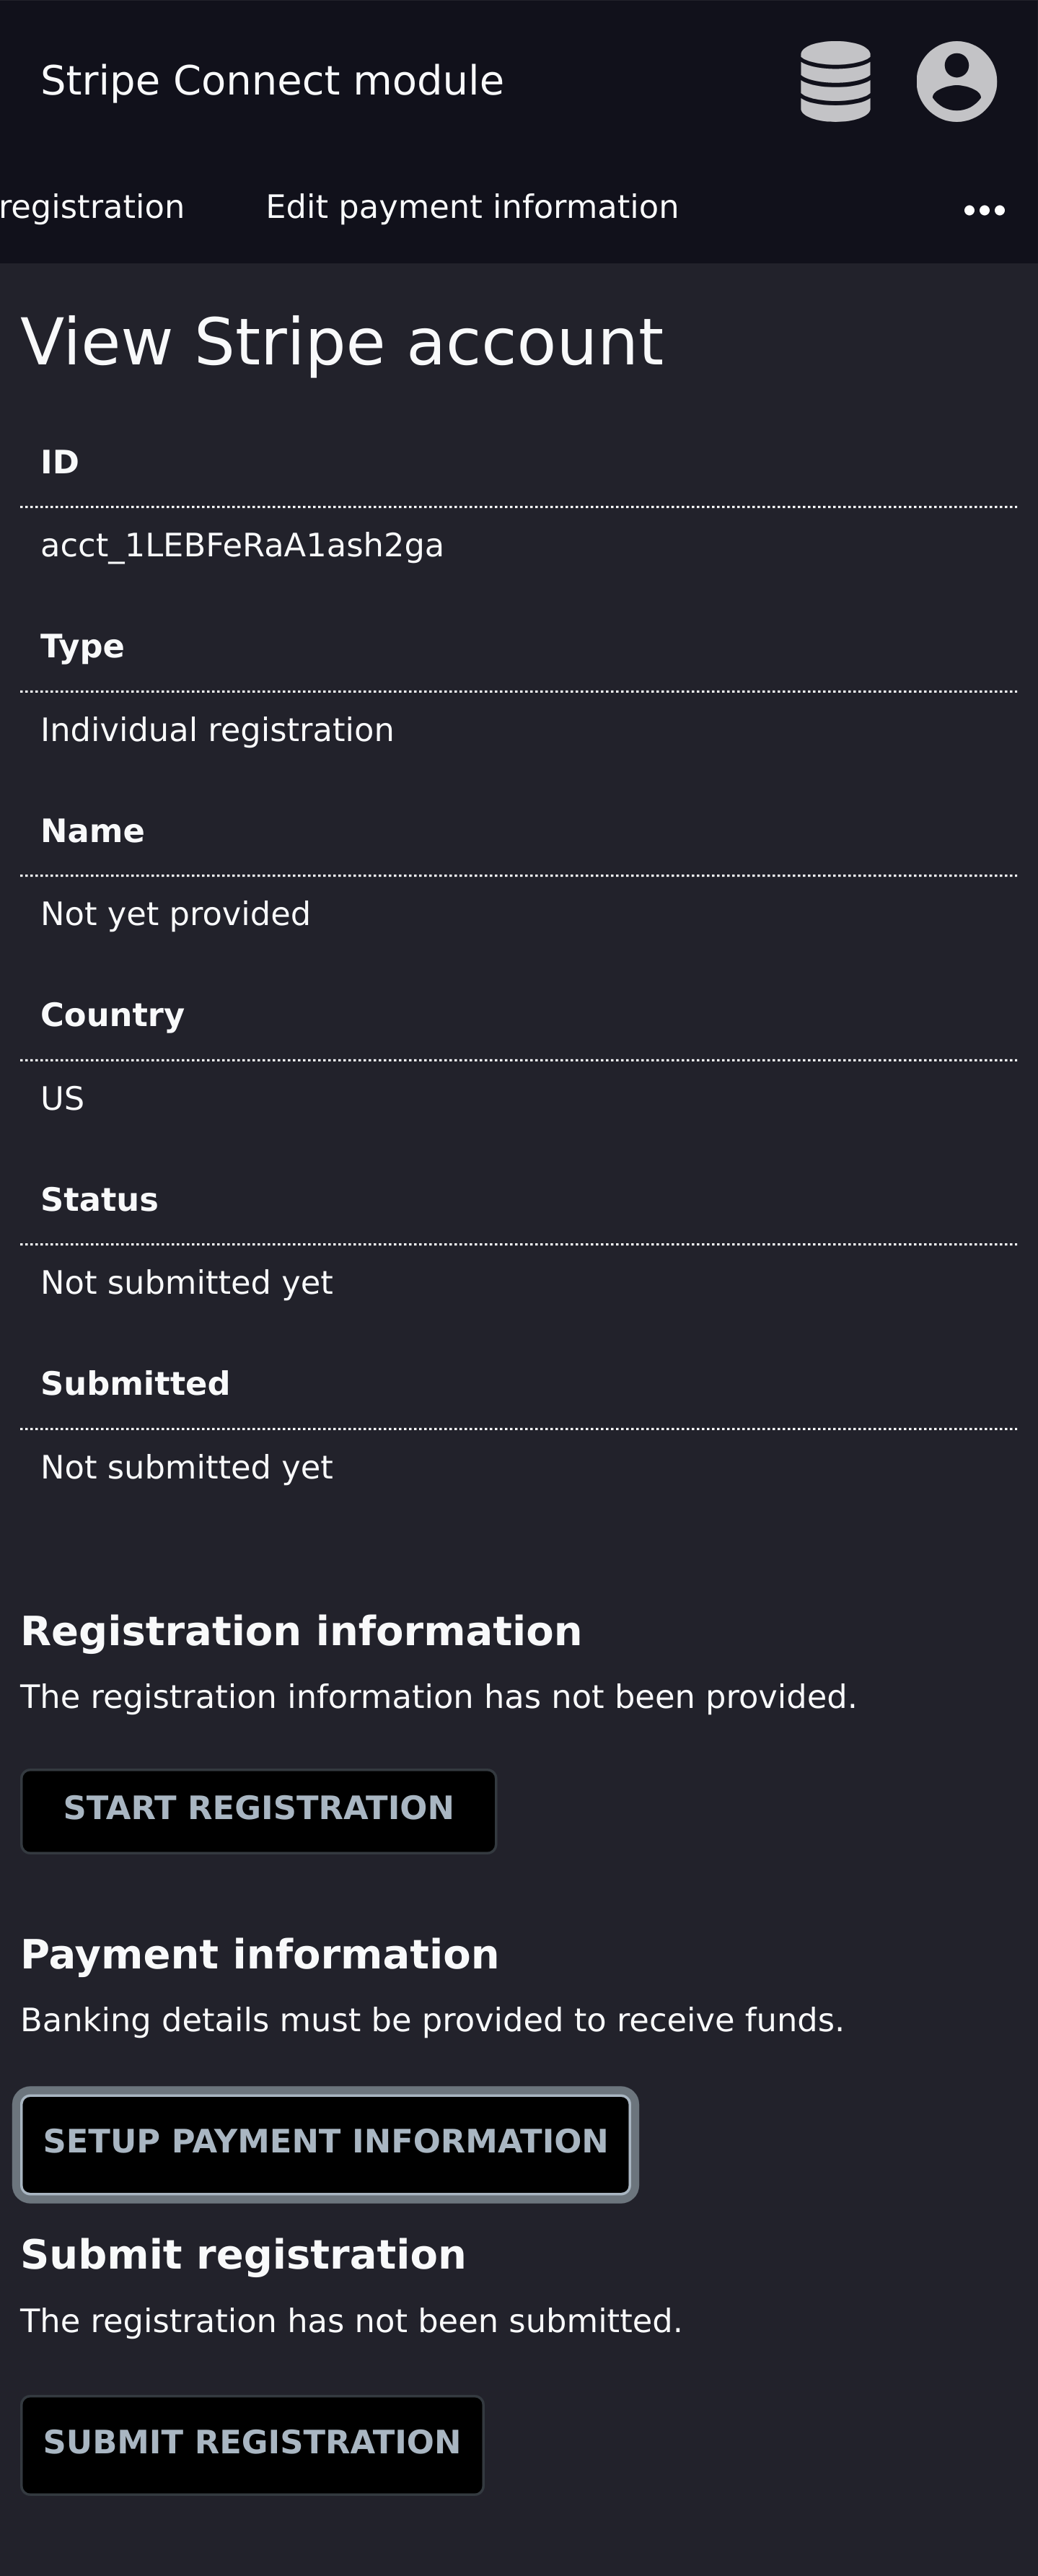 Stripe Connect module
registration Edit payment information
View Stripe account
ID
acct_1LEBFeRaA1ash2ga
Type
Individual registration
Name
Not yet provided
Country
US
Status
Not submitted yet
Submitted
Not submitted yet
Registration information
The registration information has not been provided.
START REGISTRATION
Payment information
Banking details must be provided to receive funds.
SETUP PAYMENT INFORMATION
Submit registration
The registration has not been submitted.
SUBMIT REGISTRATION